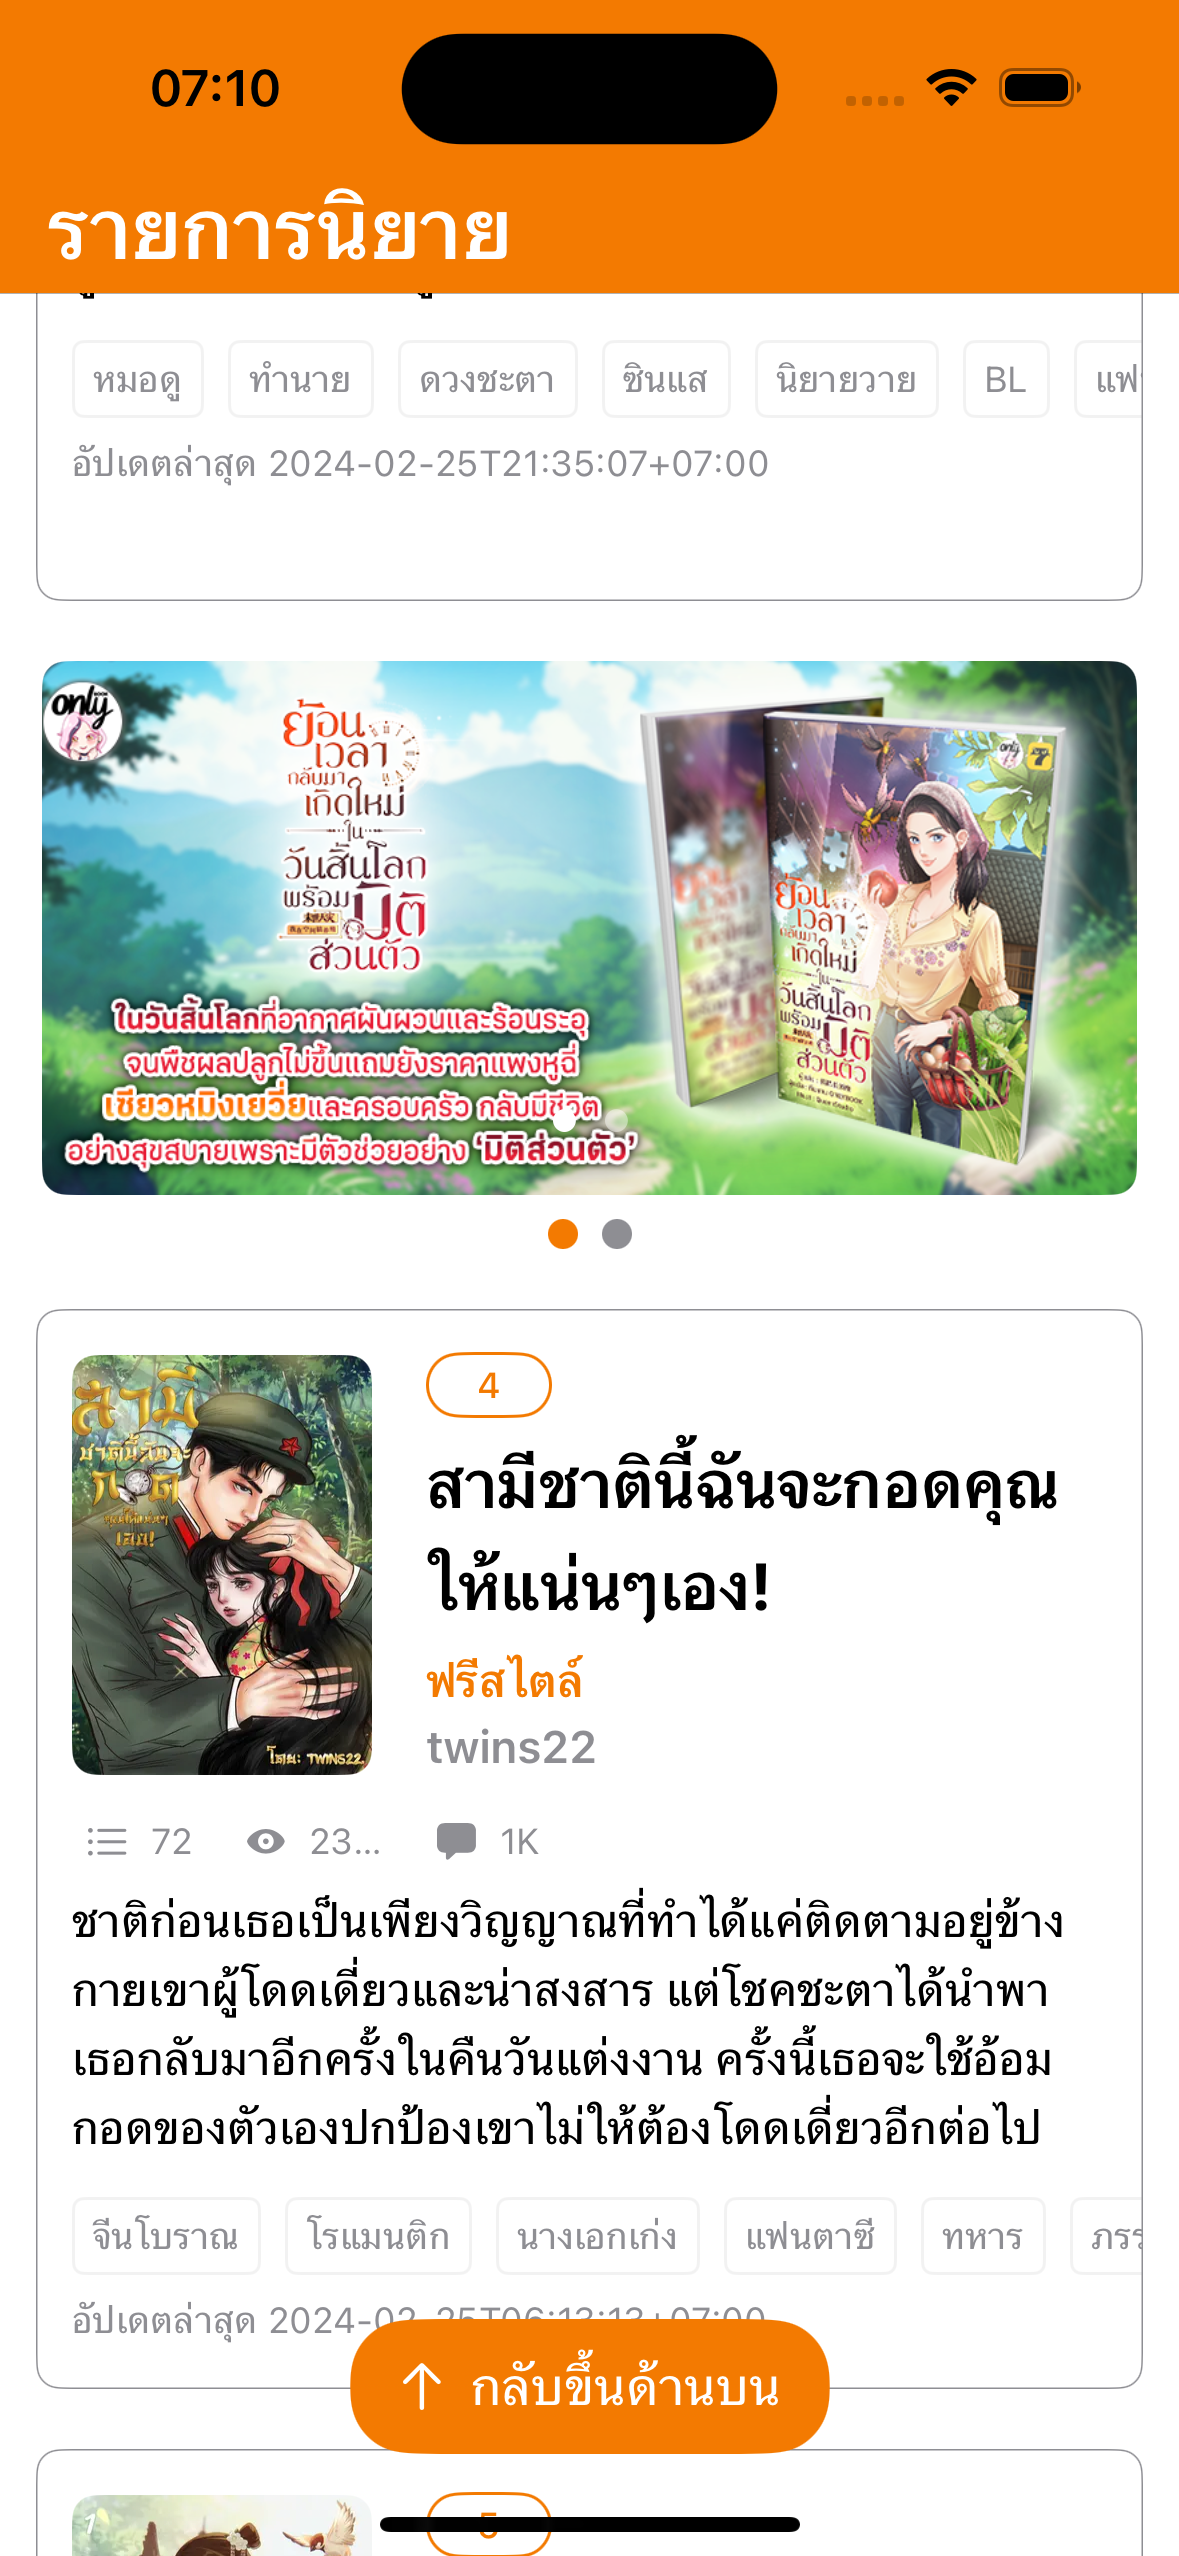 07:10
รายการนิยาย
หมอดู ทำนาย ดวงชะตา ซินแส นิยายวาย BL
อัปเดตล่าสุด 2024-02-25T21:35:07+07:00
only
ย้อน
เวลา
กลับมา
เกิดใหม่
ใน
วันสิ้นโลก
พร้อม
มิติ
ส่วนตัว
ในวันสิ้นโลกที่อากาศผันผวนและร้อนระอุ
จนพืชผลปลูกไม่ขึ้นแถมยังราคาแพงหูฉี่
เซียวหมิงเยวี่ยและครอบครัว กลับมีชีวิต
อย่างสุขสบายเพราะมีตัวช่วยอย่าง ‘มิติส่วนตัว’
only 7
ย้อน
เวลา
กลับมา
เกิดใหม่
ใน
วันสิ้นโลก
พร้อม
มิติ
ส่วนตัว
4
สามีชาตินี้ฉันจะกอดคุณ
ให้แน่นๆเอง!
ฟรีสไตล์
twins22
สามี
ชาตินี้ฉันจะ
กอด
คุณให้แน่นๆ
เอง!
โดย: TWINS22
72 23... 1K
ชาติก่อนเธอเป็นเพียงวิญญาณที่ทำได้แค่ติดตามอยู่ข้าง
กายเขาผู้โดดเดี่ยวและน่าสงสาร แต่โชคชะตาได้นำพา
เธอกลับมาอีกครั้งในคืนวันแต่งงาน ครั้งนี้เธอจะใช้อ้อม
กอดของตัวเองปกป้องเขาไม่ให้ต้องโดดเดี่ยวอีกต่อไป
จีนโบราณ โรแมนติก นางเอกเก่ง แฟนตาซี ทหาร
อัปเดตล่าสุด 2024-02-25T06:13:13+07:00
กลับขึ้นด้านบน
5